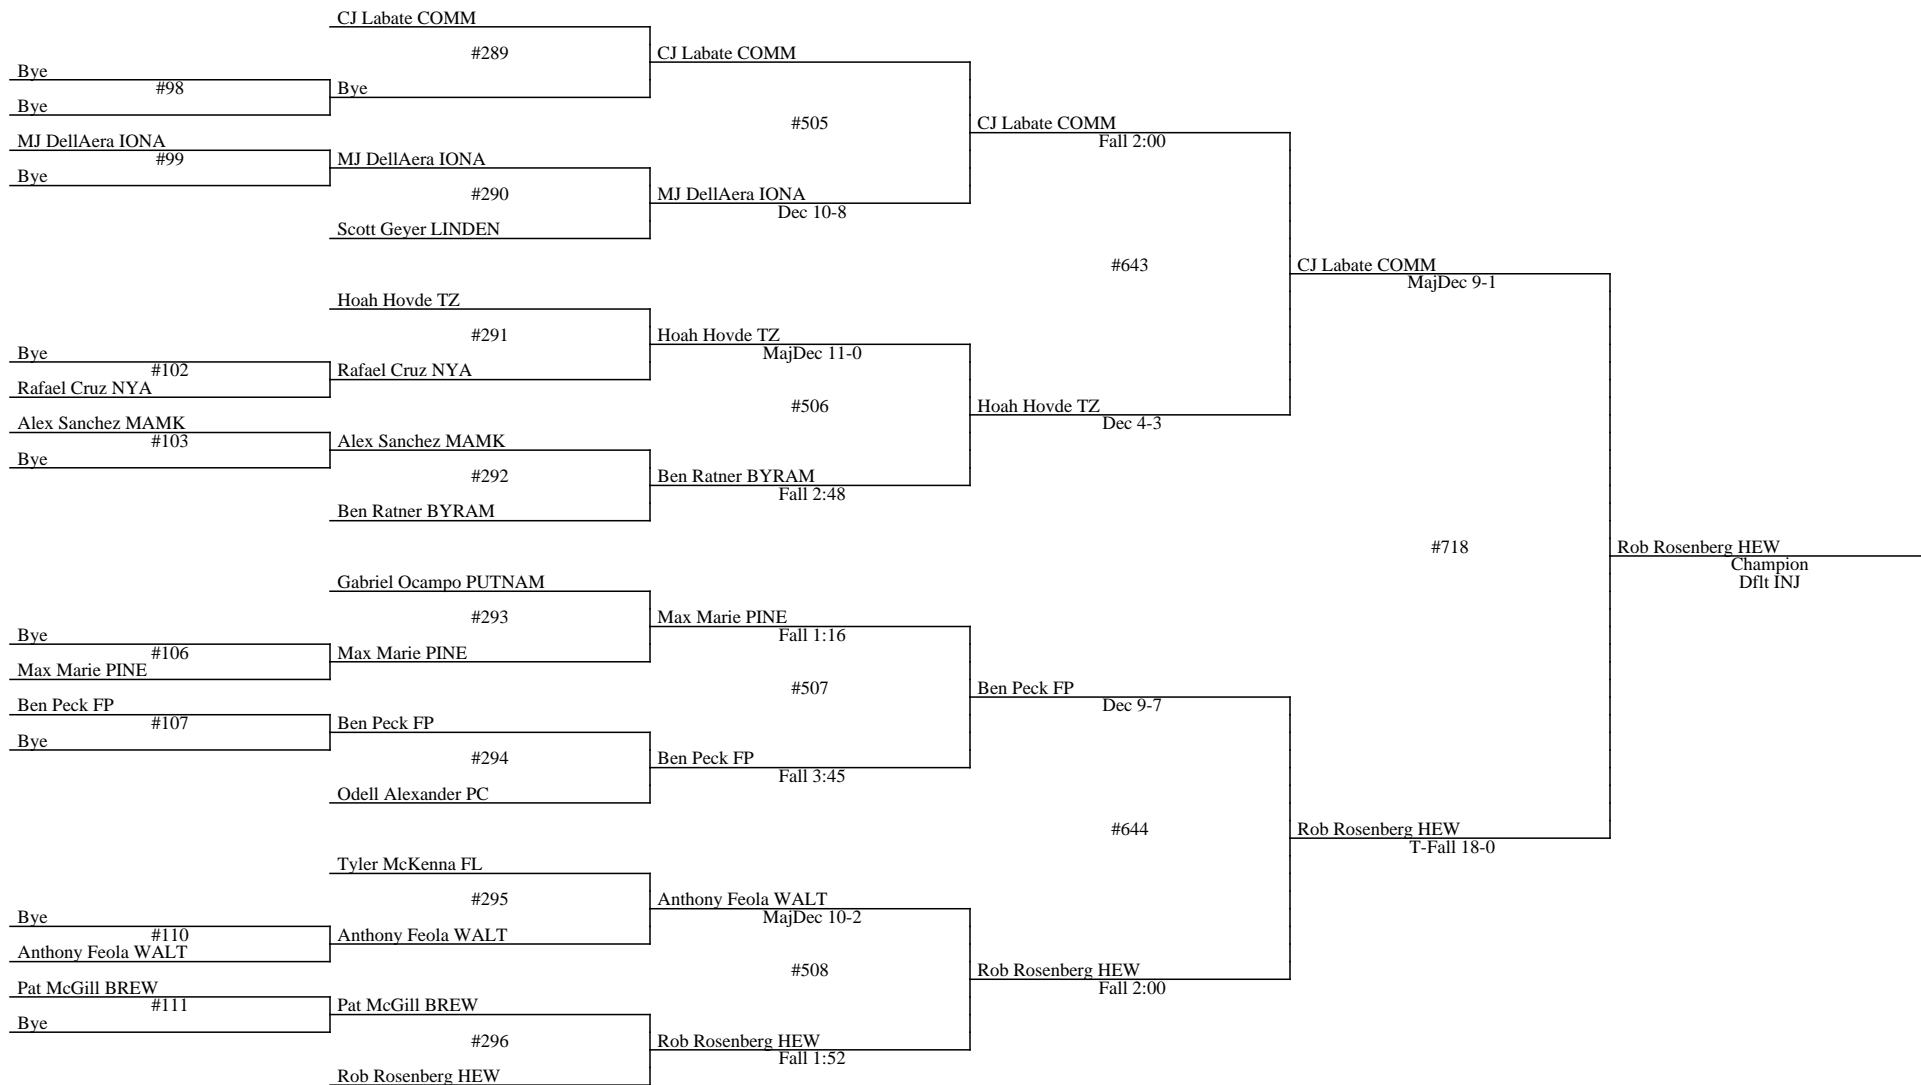 CJ Labate COMM
#289
CJ Labate COMM
Bye
#98
Bye
Bye
#505
CJ Labate COMM
Fall 2:00
MJ DellAera IONA
#99
MJ DellAera IONA
Bye
#290
MJ DellAera IONA
Dec 10-8
Scott Geyer LINDEN
#643
CJ Labate COMM
MajDec 9-1
Hoah Hovde TZ
#291
Hoah Hovde TZ
MajDec 11-0
Bye
#102
Rafael Cruz NYA
Rafael Cruz NYA
#506
Hoah Hovde TZ
Dec 4-3
Alex Sanchez MAMK
#103
Alex Sanchez MAMK
Bye
#292
Ben Ratner BYRAM
Fall 2:48
Ben Ratner BYRAM
#718
Rob Rosenberg HEW
Champion
Dflt INJ
Gabriel Ocampo PUTNAM
#293
Max Marie PINE
Fall 1:16
Bye
#106
Max Marie PINE
Max Marie PINE
#507
Ben Peck FP
Dec 9-7
Ben Peck FP
#107
Ben Peck FP
Bye
#294
Ben Peck FP
Fall 3:45
Odell Alexander PC
#644
Rob Rosenberg HEW
T-Fall 18-0
Tyler McKenna FL
#295
Anthony Feola WALT
MajDec 10-2
Bye
#110
Anthony Feola WALT
Anthony Feola WALT
#508
Rob Rosenberg HEW
Fall 2:00
Pat McGill BREW
#111
Pat McGill BREW
Bye
#296
Rob Rosenberg HEW
Fall 1:52
Rob Rosenberg HEW